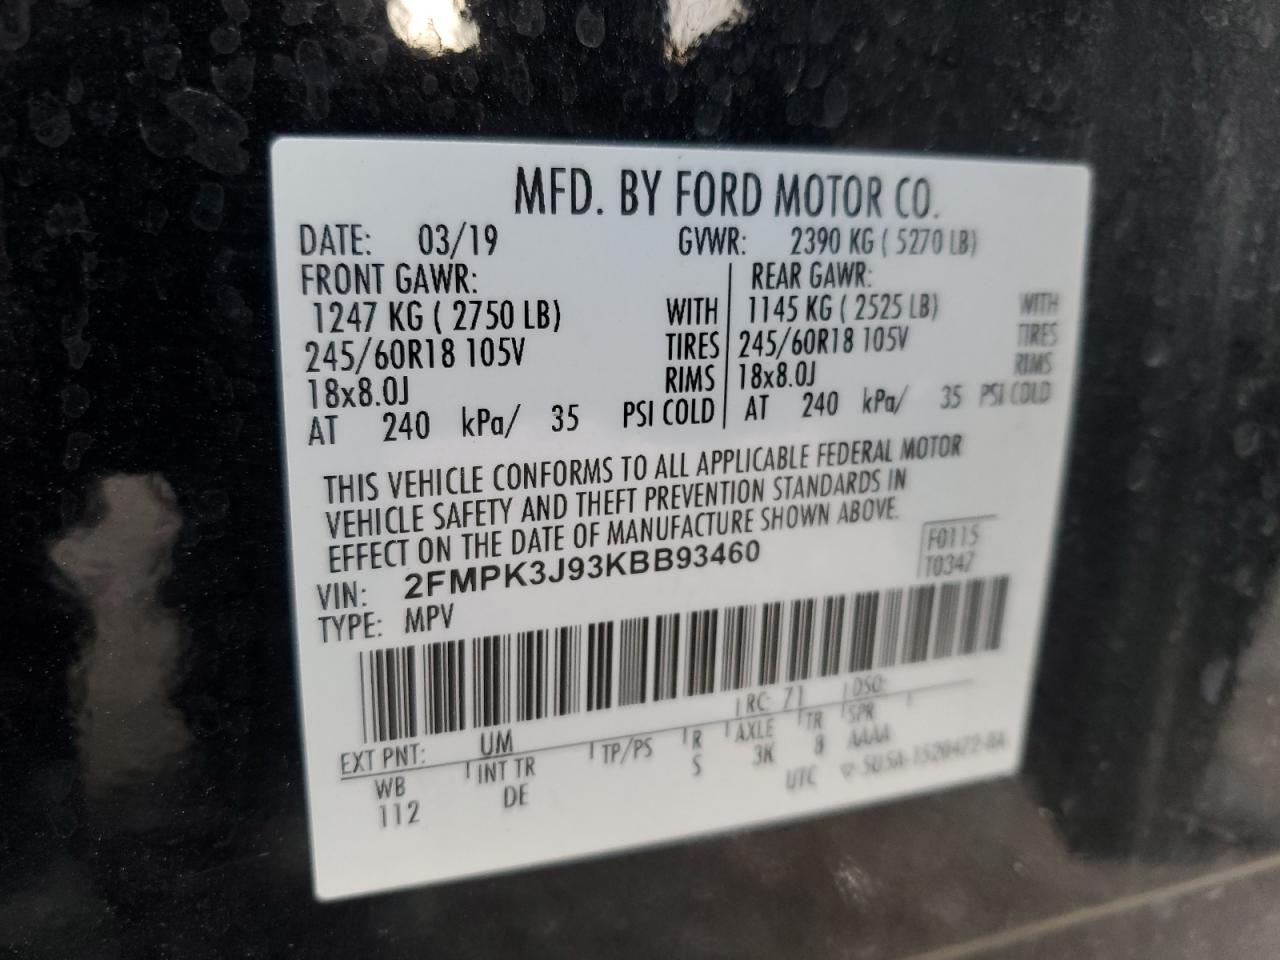 MFD. BY FORD MOTOR CO.
DATE: 03/19 GVWR: 2390 KG ( 5270 LB)
FRONT GAWR: REAR GAWR:
1247 KG ( 2750 LB) WITH 1145 KG ( 2525 LB) WITH
245/60R18 105V TIRES 245/60R18 105V TIRES
18x8.0J RIMS 18x8.0J RIMS
AT 240 kPa/ 35 PSI COLD AT 240 kPa/ 35 PSI COLD
THIS VEHICLE CONFORMS TO ALL APPLICABLE FEDERAL MOTOR
VEHICLE SAFETY AND THEFT PREVENTION STANDARDS IN
EFFECT ON THE DATE OF MANUFACTURE SHOWN ABOVE.
F0115
T0347
VIN: 2FMPK3J93KBB93460
TYPE: MPV
RC: 71 DSO:
EXT PNT: UM
WB INT TR TP/PS R AXLE TR SPR
112 DE S 3K 8 AAAA
UTC ▽ SU5A-1520472-BA